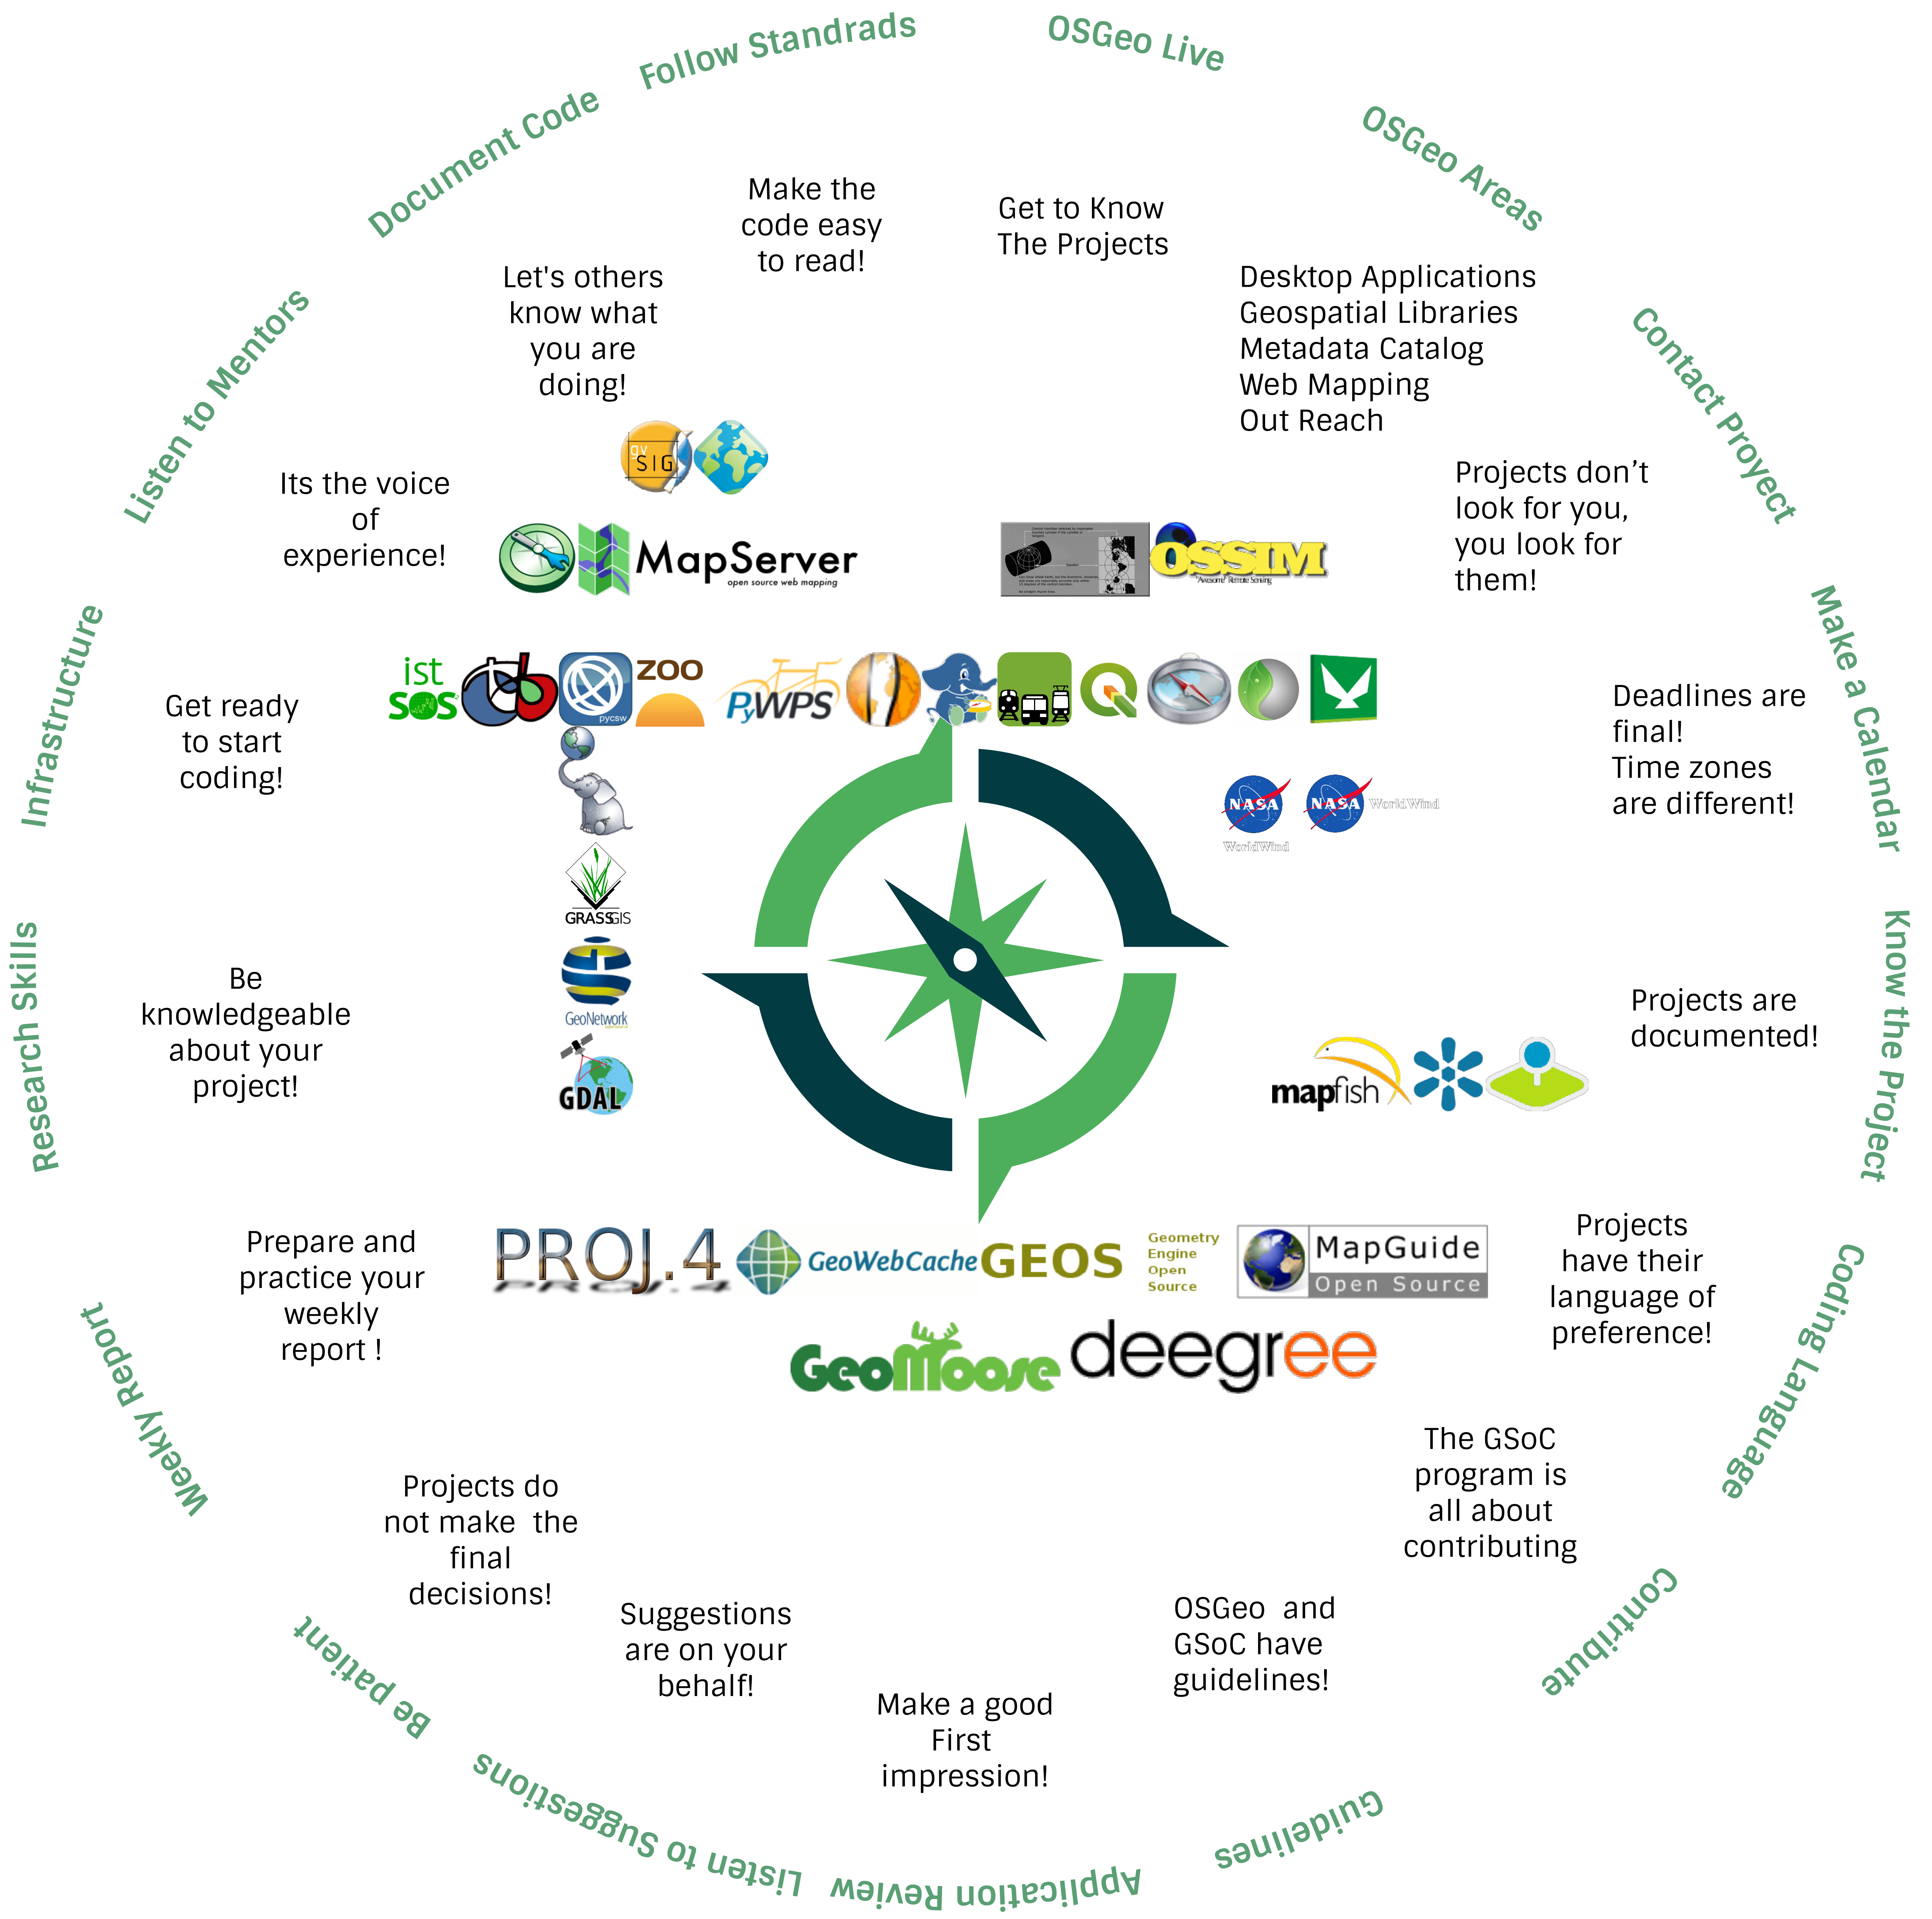 OSGeo Live
Get to Know
The Projects
OSGeo Areas
Desktop Applications
Geospatial Libraries
Metadata Catalog
Web Mapping
Out Reach
Contact Proyect
Projects don’t
look for you,
you look for
them!
Make a Calendar
Deadlines are
final!
Time zones
are different!
Know the Project
Projects are
documented!
Coding Language
Projects
have their
language of
preference!
Contribute
The GSoC
program is
all about
contributing
Guidelines
OSGeo and
GSoC have
guidelines!
Application Review
Make a good
First
impression!
Listen to Suggestions
Suggestions
are on your
behalf!
Be patient
Projects do
not make the
final
decisions!
Weekly Report
Prepare and
practice your
weekly
report !
Research Skills
Be
knowledgeable
about your
project!
Infrastructure
Get ready
to start
coding!
Listen to Mentors
Its the voice
of
experience!
Document Code
Let's others
know what
you are
doing!
Follow Standrads
Make the
code easy
to read!
gv
SIG
MapServer
open source web mapping
OSSIM
"Awesome" Remote Sensing
ist
SOS
pycsw
ZOO
PyWPS
NASA
WorldWind
NASA WorldWind
GRASSGIS
GeoNetwork
GDAL
mapfish
PROJ.4
GeoWebCache
GEOS
Geometry
Engine
Open
Source
MapGuide
Open Source
GeoMoose
deegree